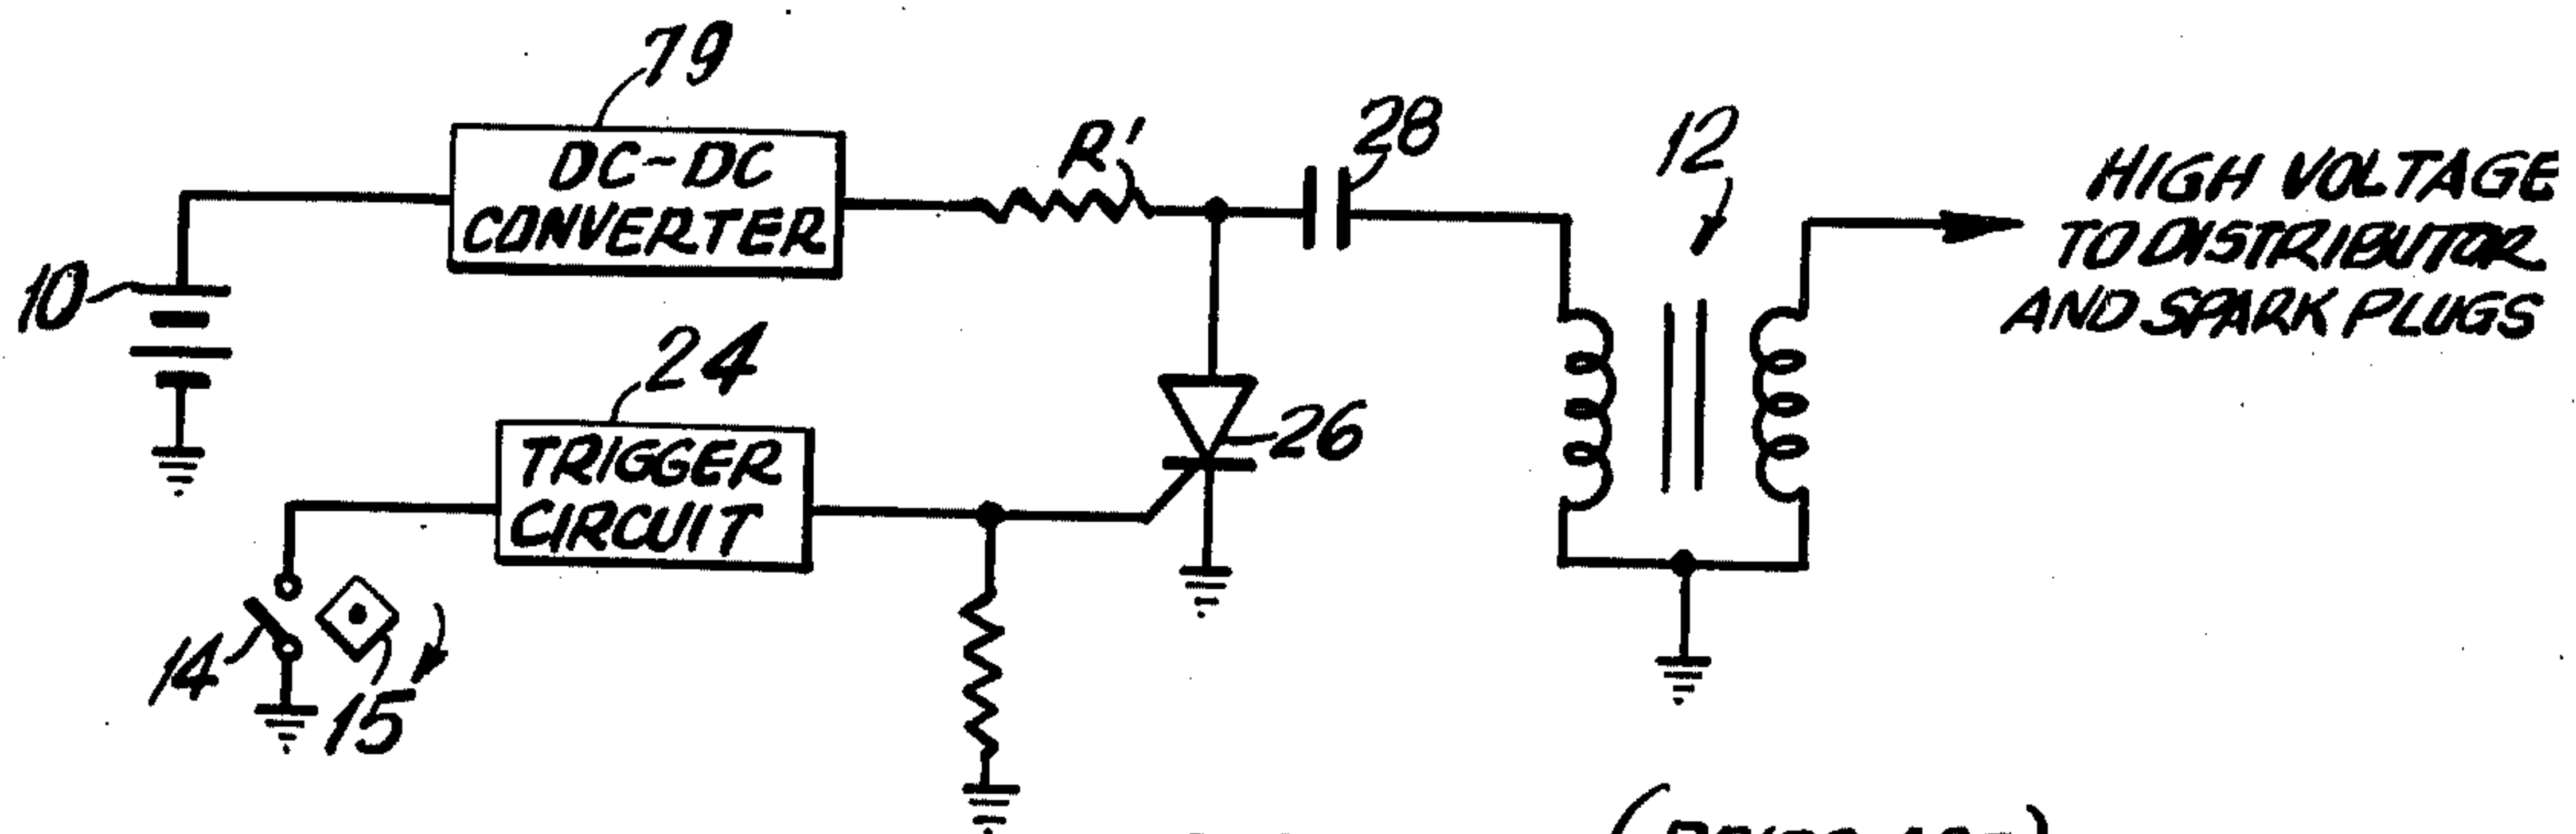 79
DC-DC
CONVERTER
R'
28
12
HIGH VOLTAGE
TO DISTRIBUTOR
AND SPARK PLUGS
10
24
TRIGGER
CIRCUIT
26
14
15